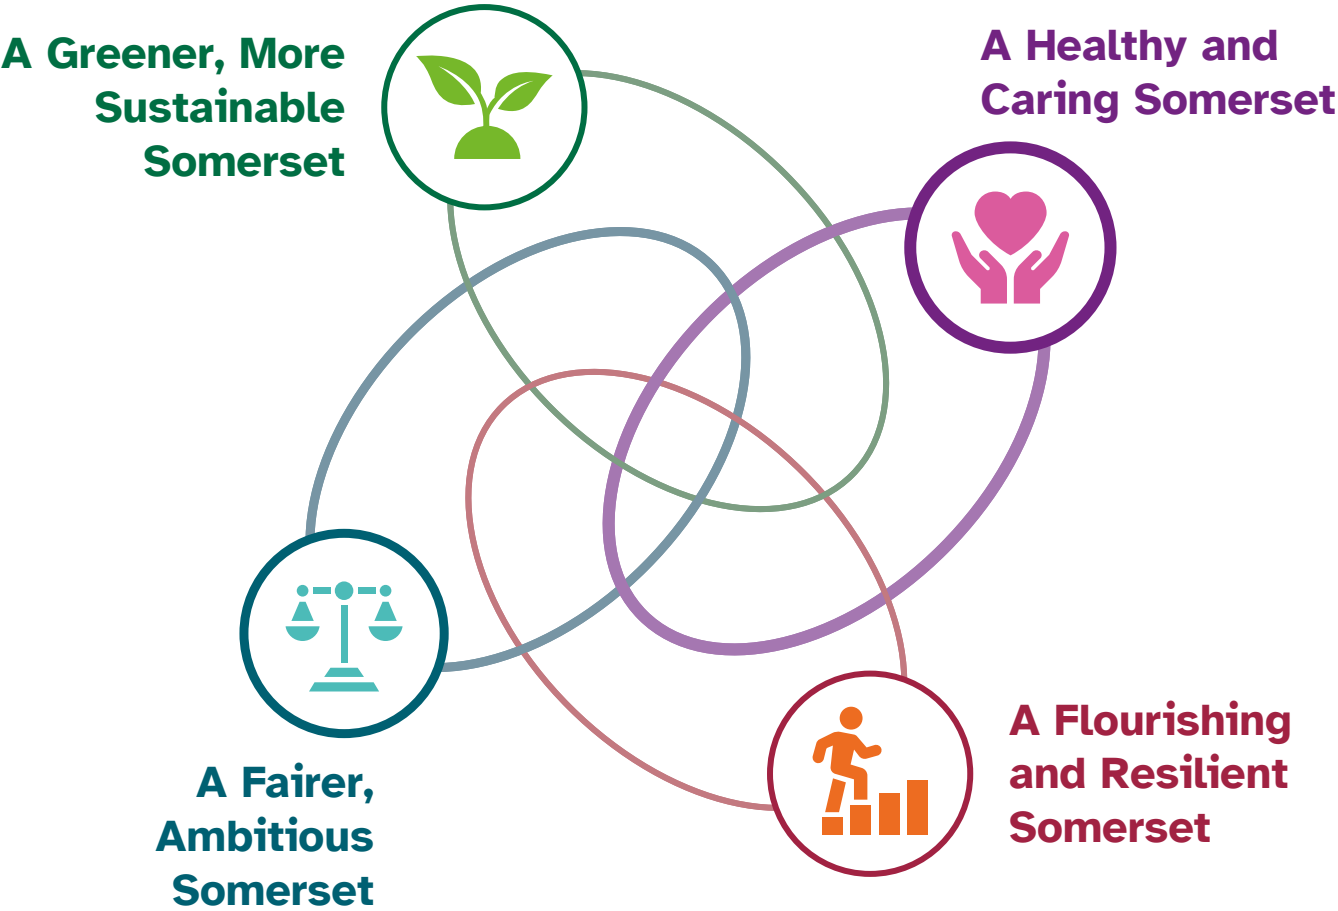 A Greener, More
Sustainable
Somerset
A Healthy and
Caring Somerset
A Fairer,
Ambitious
Somerset
A Flourishing
and Resilient
Somerset